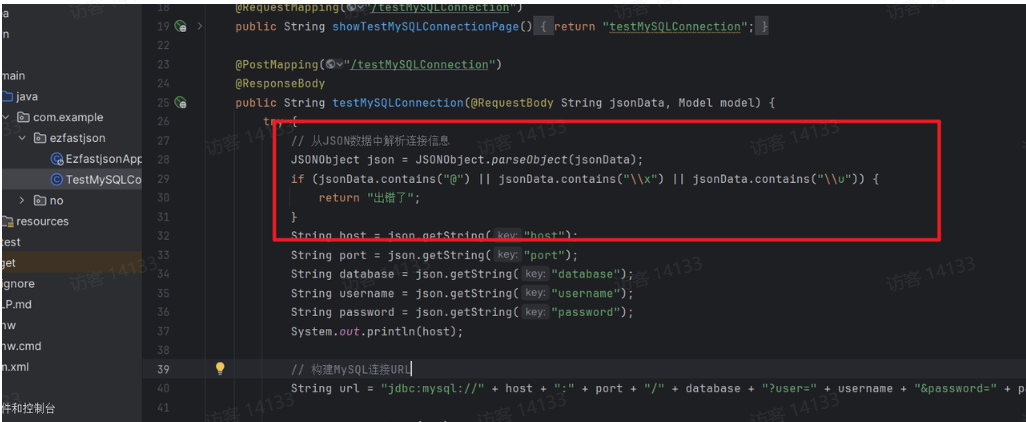 18 @RequestMapping("/testMySQLConnection")
19 public String showTestMySQLConnectionPage() { return "testMySQLConnection"; }
22
23 @PostMapping("/testMySQLConnection")
24 @ResponseBody
25 public String testMySQLConnection(@RequestBody String jsonData, Model model) {
main
26 try {
java
27 // 从JSON数据中解析连接信息
com.example
28 JSONObject json = JSONObject.parseObject(jsonData);
ezfastjson
29 if (jsonData.contains("@") || jsonData.contains("\\x") || jsonData.contains("\\u")) {
EzfastjsonApp
30 return "出错了";
TestMySQLCo
31 }
no
32 String host = json.getString( key: "host");
resources
33 String port = json.getString( key: "port");
test
34 String database = json.getString( key: "database");
get
35 String username = json.getString( key: "username");
ignore
36 String password = json.getString( key: "password");
LP.md
37 System.out.println(host);
nw
38
nw.cmd
39 // 构建MySQL连接URL
m.xml
40 String url = "jdbc:mysql://" + host + ":" + port + "/" + database + "?user=" + username + "&password=" + p
41
件和控制台
访客 14133
访客 14133
访客 14133
访客 14133
访客 14133
访客 14133
访客 14133